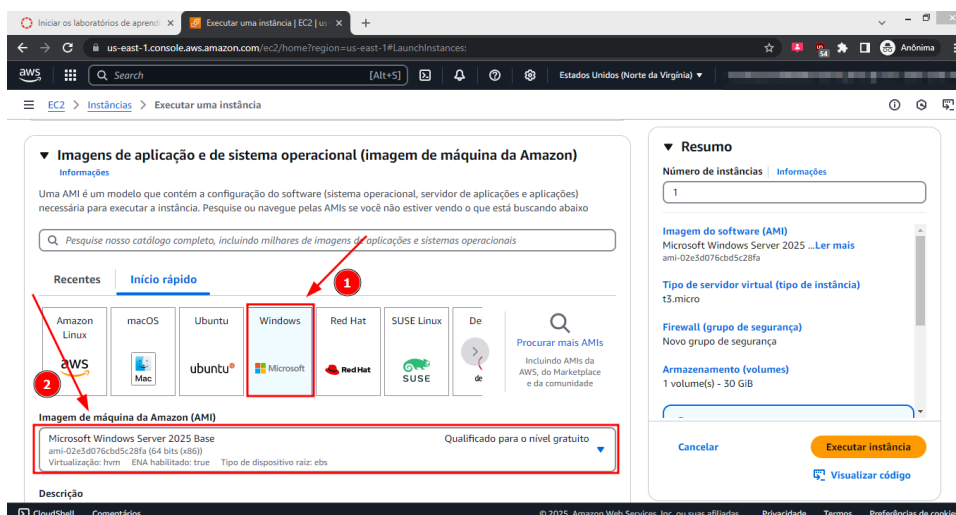 Iniciar os laboratórios de aprendi
Executar uma instância | EC2 | us-
us-east-1.console.aws.amazon.com/ec2/home?region=us-east-1#LaunchInstances:
54
Anônima
aws
Search
[Alt+S]
Estados Unidos (Norte da Virgínia) ▼
EC2 > Instâncias > Executar uma instância
▼ Imagens de aplicação e de sistema operacional (imagem de máquina da Amazon)
Informações
Uma AMI é um modelo que contém a configuração do software (sistema operacional, servidor de aplicações e aplicações)
necessária para executar a instância. Pesquise ou navegue pelas AMIs se você não estiver vendo o que está buscando abaixo
Pesquise nosso catálogo completo, incluindo milhares de imagens de aplicações e sistemas operacionais
Recentes
Início rápido
1
Amazon Linux
aws
macOS
Mac
Ubuntu
ubuntu
Windows
Microsoft
Red Hat
Red Hat
SUSE Linux
SUSE
De
de
Procurar mais AMIs
Incluindo AMIs da
AWS, do Marketplace
e da comunidade
2
Imagem de máquina da Amazon (AMI)
Microsoft Windows Server 2025 Base
Qualificado para o nível gratuito
ami-02e3d076cbd5c28fa (64 bits (x86))
Virtualização: hvm ENA habilitado: true Tipo de dispositivo raiz: ebs
Descrição
▼ Resumo
Número de instâncias | Informações
1
Imagem do software (AMI)
Microsoft Windows Server 2025 ...Ler mais
ami-02e3d076cbd5c28fa
Tipo de servidor virtual (tipo de instância)
t3.micro
Firewall (grupo de segurança)
Novo grupo de segurança
Armazenamento (volumes)
1 volume(s) - 30 GiB
Cancelar
Executar instância
Visualizar código
CloudShell Comentários
© 2025, Amazon Web Services, Inc. ou suas afiliadas. Privacidade Termos Preferências de cookies